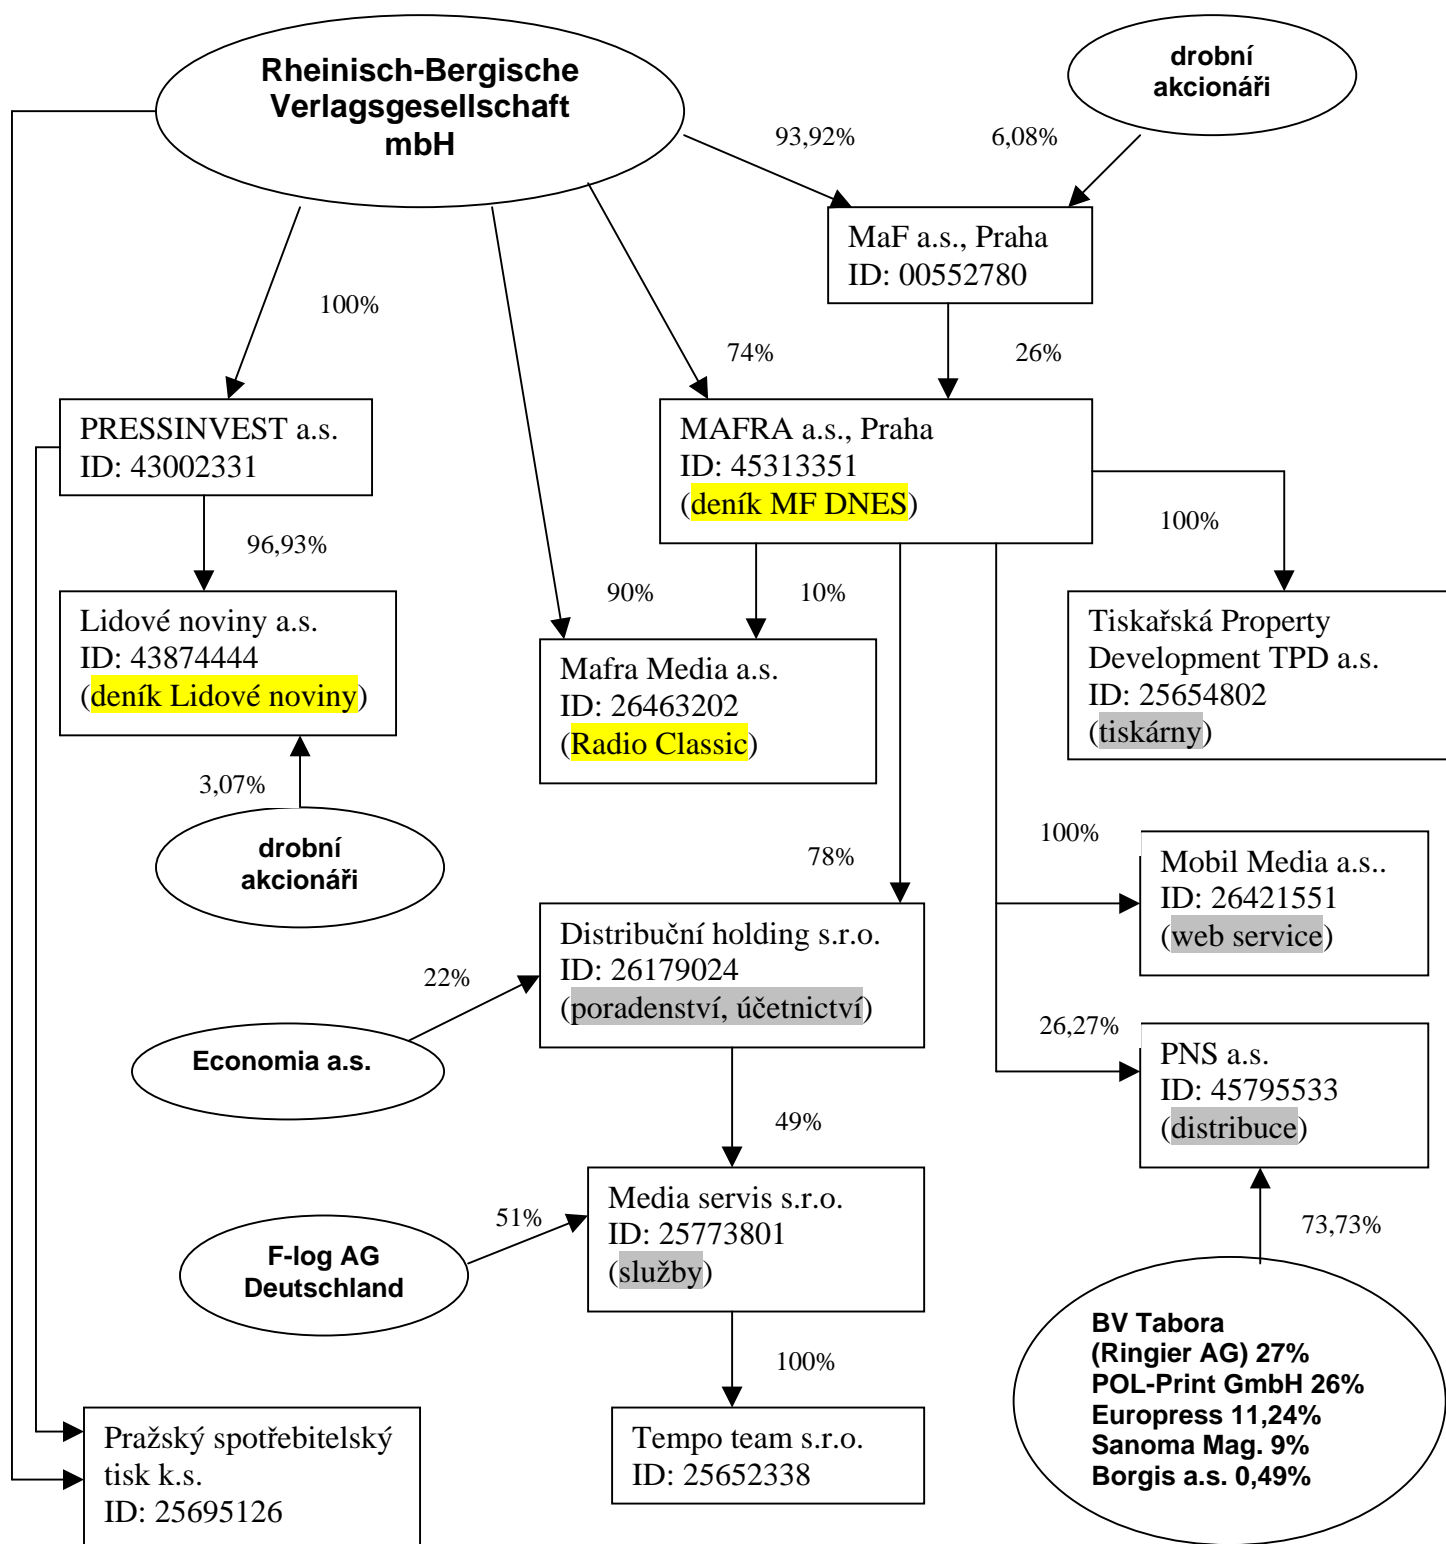 Rheinisch-Bergische
Verlagsgesellschaft
mbH
drobní
akcionáři
93,92%
6,08%
MaF a.s., Praha
ID: 00552780
100%
74%
26%
PRESSINVEST a.s.
ID: 43002331
MAFRA a.s., Praha
ID: 45313351
(deník MF DNES)
96,93%
100%
90%
10%
Lidové noviny a.s.
ID: 43874444
(deník Lidové noviny)
Mafra Media a.s.
ID: 26463202
(Radio Classic)
Tiskařská Property
Development TPD a.s.
ID: 25654802
(tiskárny)
3,07%
drobní
akcionáři
78%
100%
Mobil Media a.s..
ID: 26421551
(web service)
Distribuční holding s.r.o.
ID: 26179024
(poradenství, účetnictví)
22%
Economia a.s.
26,27%
PNS a.s.
ID: 45795533
(distribuce)
49%
Media servis s.r.o.
ID: 25773801
(služby)
51%
F-log AG
Deutschland
73,73%
BV Tabora
(Ringier AG) 27%
POL-Print GmbH 26%
Europress 11,24%
Sanoma Mag. 9%
Borgis a.s. 0,49%
100%
Pražský spotřebitelský
tisk k.s.
ID: 25695126
Tempo team s.r.o.
ID: 25652338